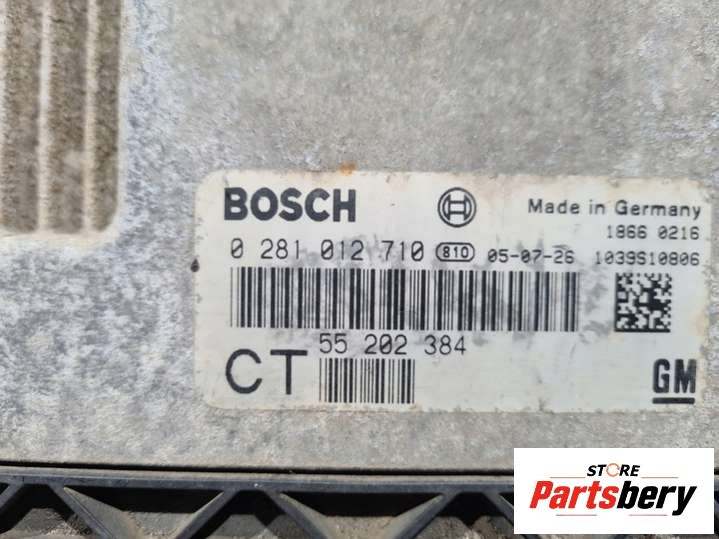 BOSCH
Made in Germany
1866 0216
0 281 012 710 810 05-07-26 1039S10806
55 202 384
CT
GM
STORE
Partsbery